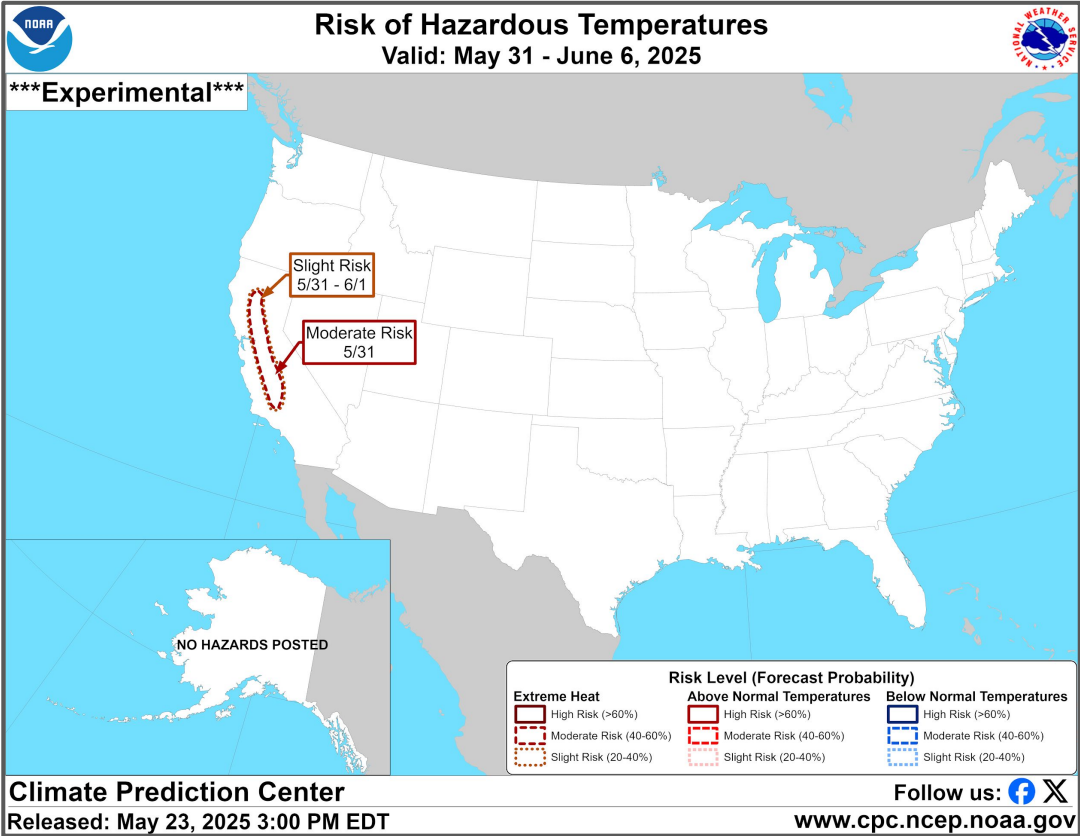 NOAA
Risk of Hazardous Temperatures
Valid: May 31 - June 6, 2025
NATIONAL WEATHER SERVICE
***Experimental***
Slight Risk
5/31 - 6/1
Moderate Risk
5/31
NO HAZARDS POSTED
Risk Level (Forecast Probability)
Extreme Heat
High Risk (>60%)
Moderate Risk (40-60%)
Slight Risk (20-40%)
Above Normal Temperatures
High Risk (>60%)
Moderate Risk (40-60%)
Slight Risk (20-40%)
Below Normal Temperatures
High Risk (>60%)
Moderate Risk (40-60%)
Slight Risk (20-40%)
Climate Prediction Center
Follow us:
Released: May 23, 2025 3:00 PM EDT
www.cpc.ncep.noaa.gov